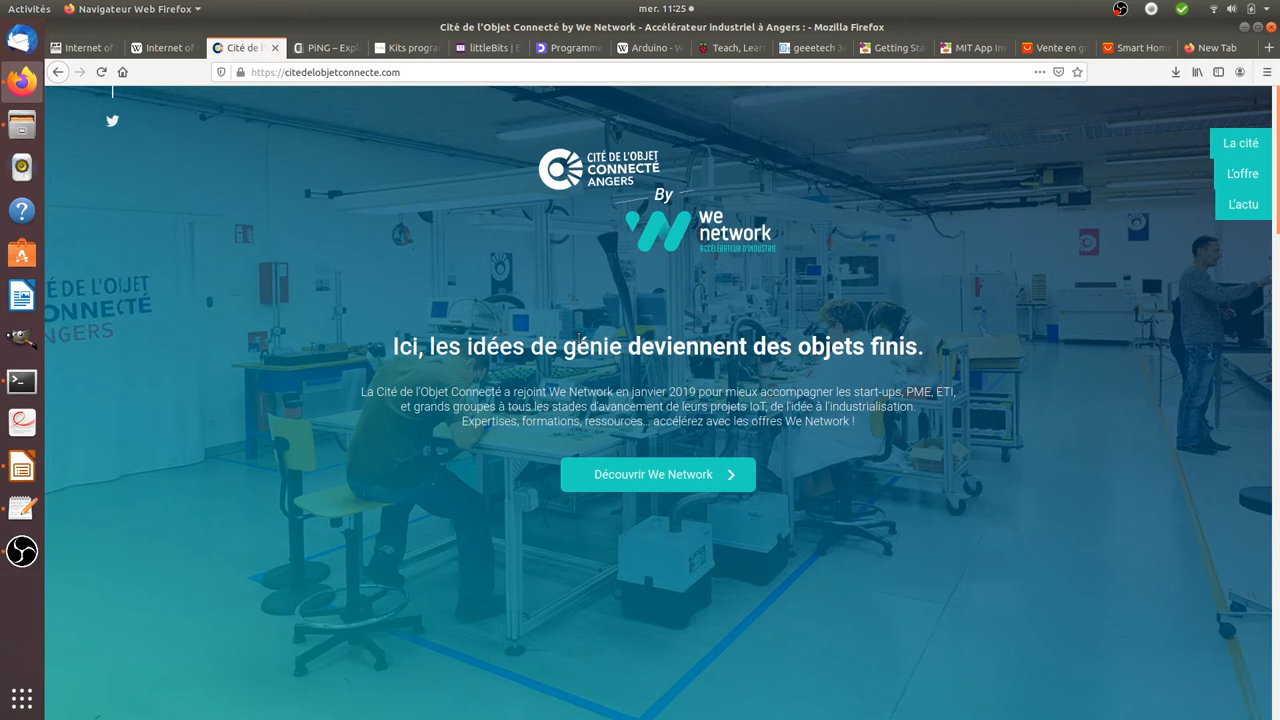 Activités
Navigateur Web Firefox
mer. 11:25
Cité de l'Objet Connecté by We Network - Accélérateur industriel à Angers : - Mozilla Firefox
Internet of
Internet of
Cité de l'
PiNG – Expl
Kits progra
littleBits |
Programme
Arduino - W
Teach, Lear
geeetech 3
Getting Sta
MIT App Inv
Vente en gr
Smart Home
New Tab
https://citedelobjetconnecte.com
La cité
L'offre
L'actu
CITÉ DE L'OBJET
CONNECTÉ
ANGERS
By
we
network
ACCÉLÉRATEUR D'INDUSTRIE
TÉ DE L'OBJET
CONNECTÉ
ANGERS
Ici, les idées de génie deviennent des objets finis.
La Cité de l'Objet Connecté a rejoint We Network en janvier 2019 pour mieux accompagner les start-ups, PME, ETI,
et grands groupes à tous les stades d'avancement de leurs projets IoT, de l'idée à l'industrialisation.
Expertises, formations, ressources... accélérez avec les offres We Network !
Découvrir We Network